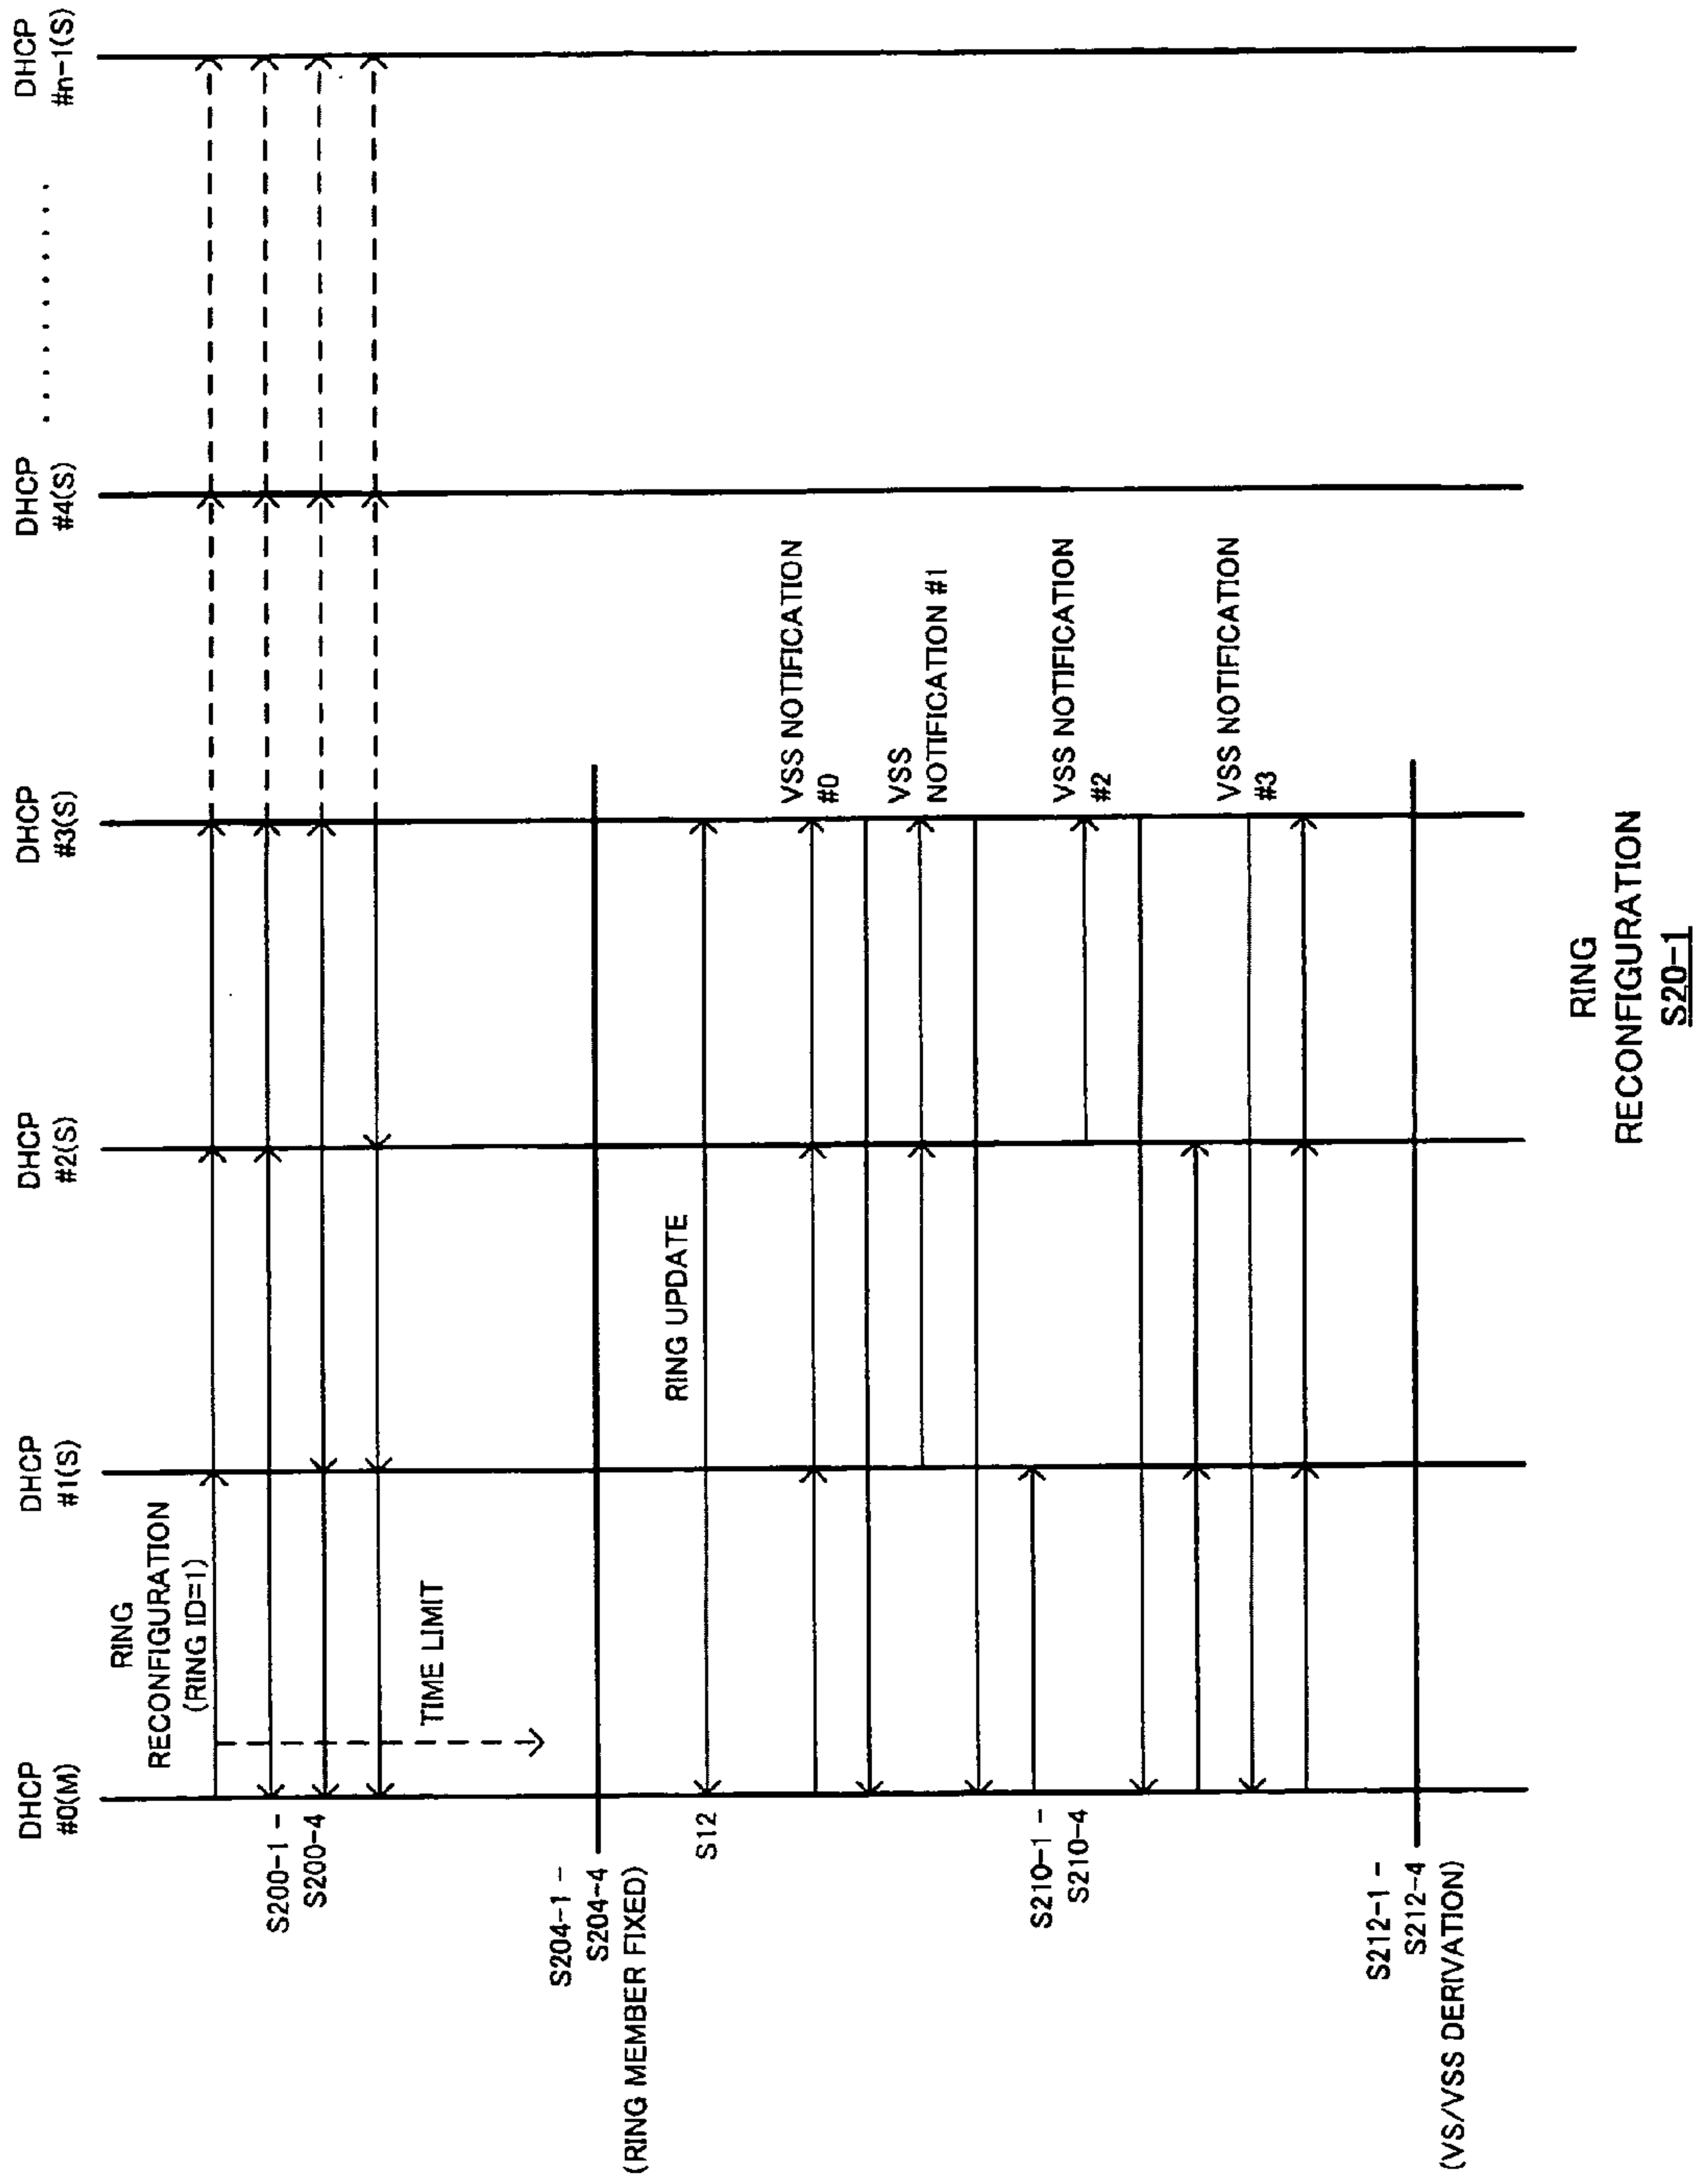 DHCP
#0(M)
DHCP
#1(S)
DHCP
#2(S)
DHCP
#3(S)
DHCP
#4(S)
. . . . . . . . . . .
DHCP
#n-1(S)
RING
RECONFIGURATION
(RING ID=1)
S200-1 -
S200-4
TIME LIMIT
S204-1 -
S204-4
(RING MEMBER FIXED)
RING UPDATE
S12
VSS NOTIFICATION
#0
VSS
NOTIFICATION #1
S210-1 -
S210-4
VSS NOTIFICATION
#2
VSS NOTIFICATION
#3
S212-1 -
S212-4
(VS/VSS DERIVATION)
RING
RECONFIGURATION
S20-1